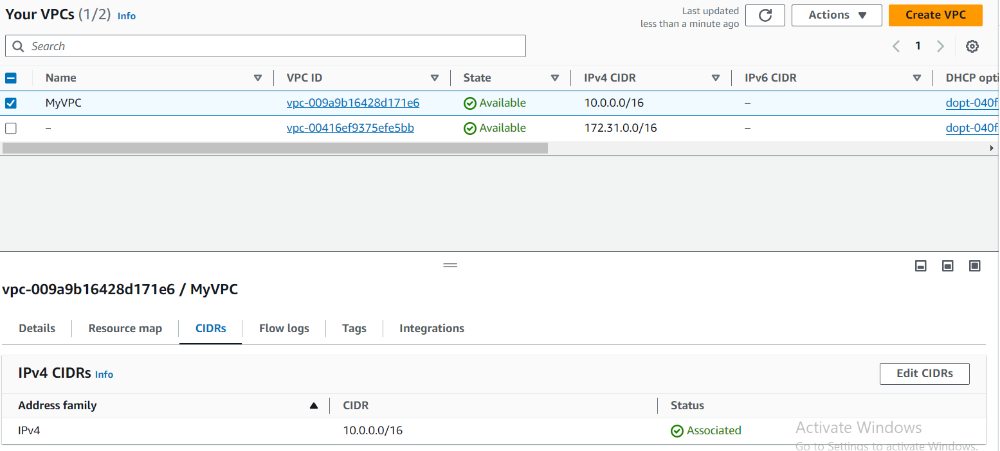 Your VPCs (1/2) Info
Last updated
less than a minute ago
Actions
Create VPC
Search
1
Name VPC ID State IPv4 CIDR IPv6 CIDR DHCP opti
MyVPC vpc-009a9b16428d171e6 Available 10.0.0.0/16 – dopt-040f
– vpc-00416ef9375efe5bb Available 172.31.0.0/16 – dopt-040f
vpc-009a9b16428d171e6 / MyVPC
Details Resource map CIDRs Flow logs Tags Integrations
IPv4 CIDRs Info
Edit CIDRs
Address family CIDR Status
IPv4 10.0.0.0/16 Associated
Activate Windows
Go to Settings to activate Windows.